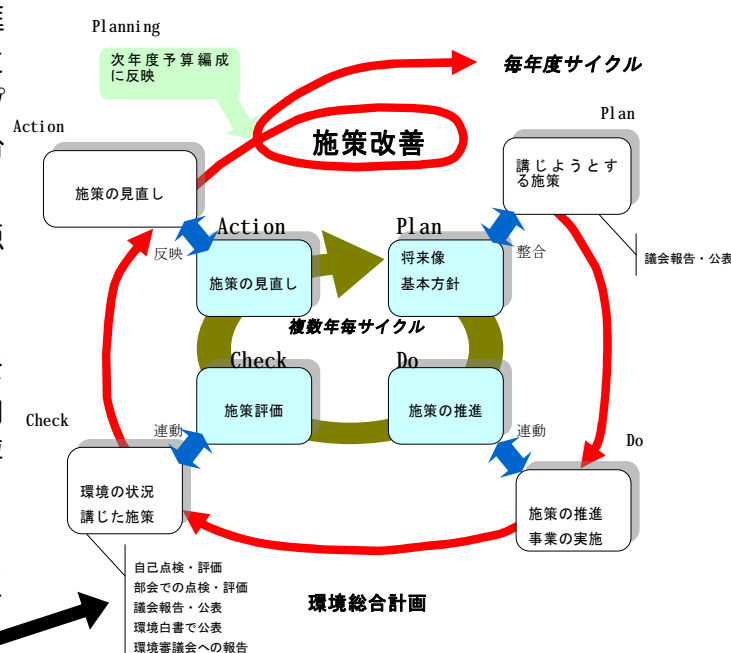 Planning
次年度予算編成
に反映
毎年度サイクル
Action
施策改善
Plan
施策の見直し
講じようとす
る施策
Action
Plan
反映
整合
議会報告・公表
施策の見直し
将来像
基本方針
複数年毎サイクル
Check
Do
施策評価
施策の推進
Check
連動
連動
Do
環境の状況
講じた施策
施策の推進
事業の実施
自己点検・評価
部会での点検・評価
議会報告・公表
環境白書で公表
環境審議会への報告
環境総合計画